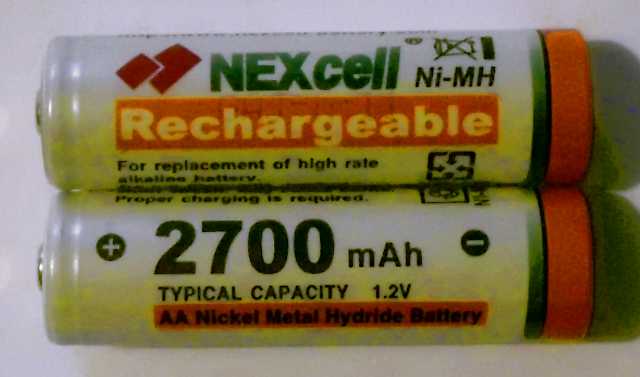 NEXcell
®
Ni-MH
Rechargeable
For replacement of high rate
alkaline battery.
Proper charging is required.
+ 2700 mAh -
TYPICAL CAPACITY 1.2V
AA Nickel Metal Hydride Battery